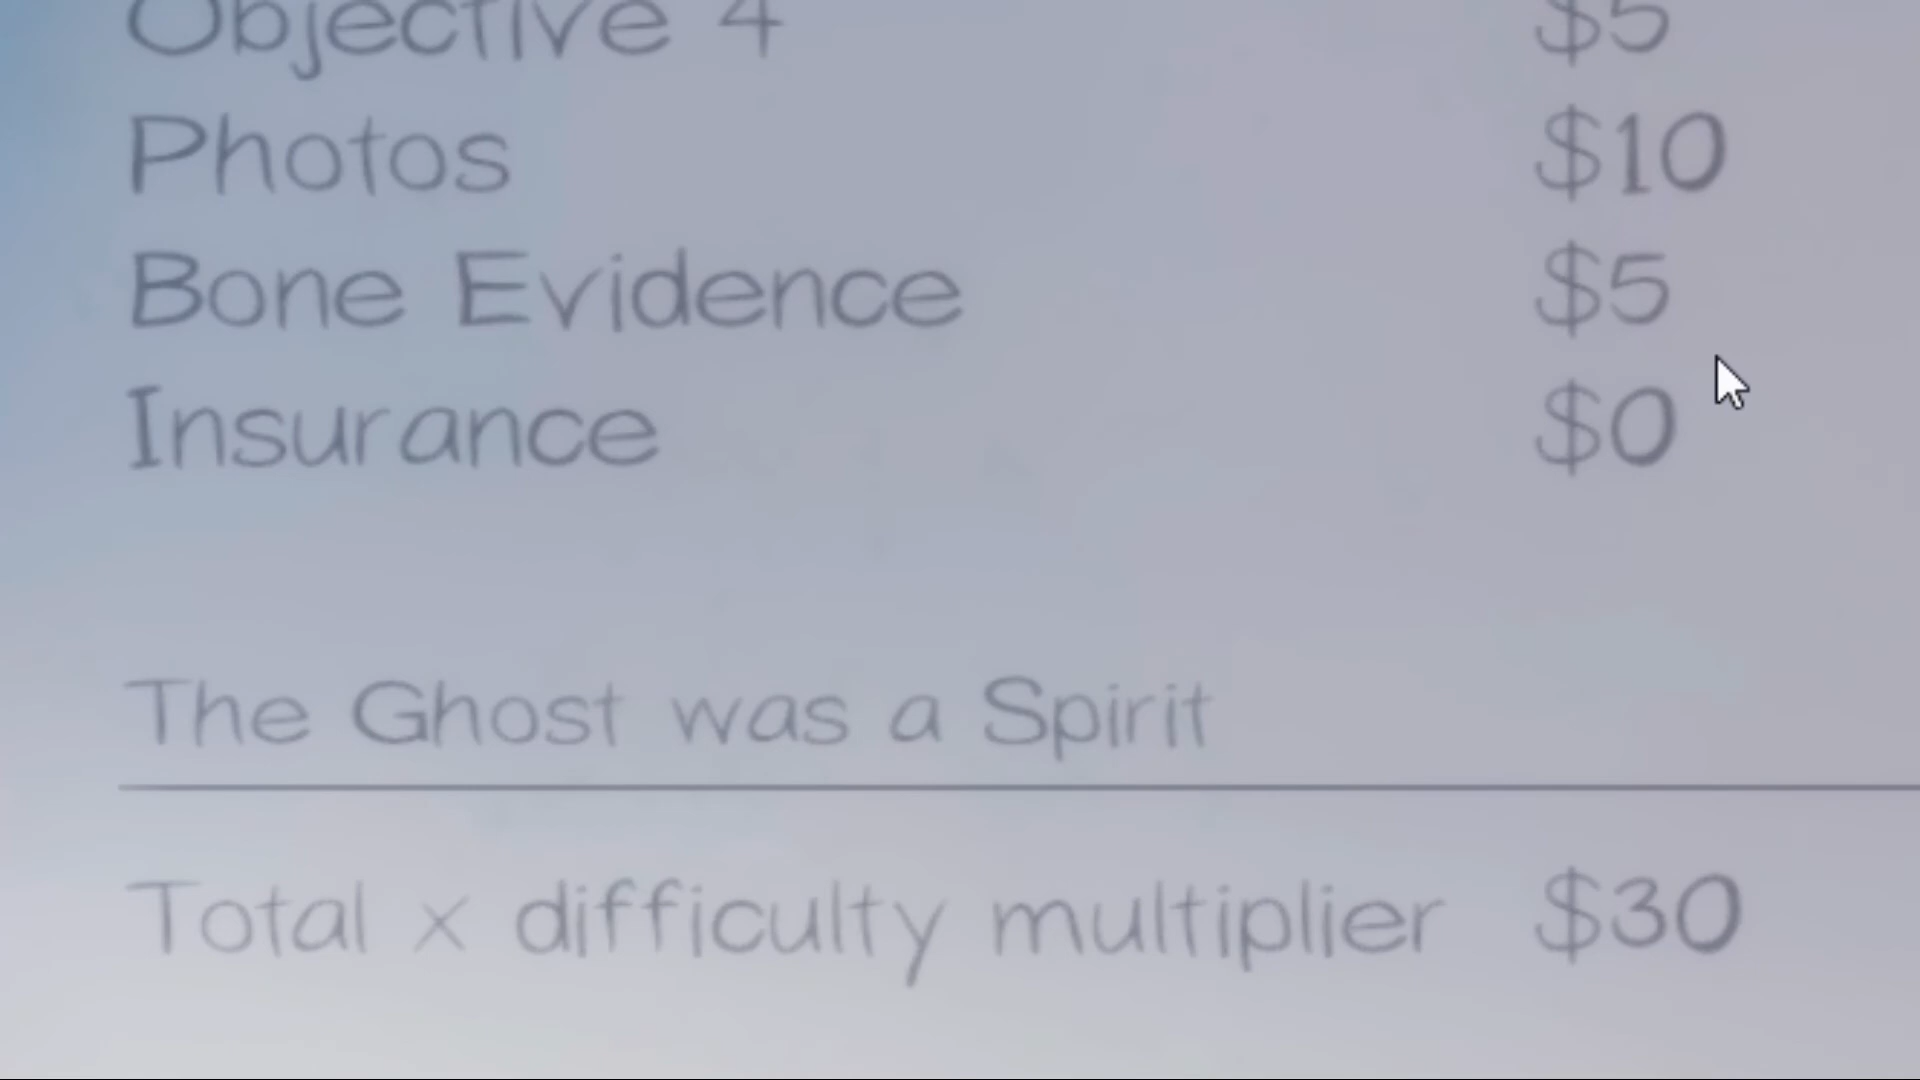 Objective 4 $5
Photos $10
Bone Evidence $5
Insurance $0
The Ghost was a Spirit
Total x difficulty multiplier $30